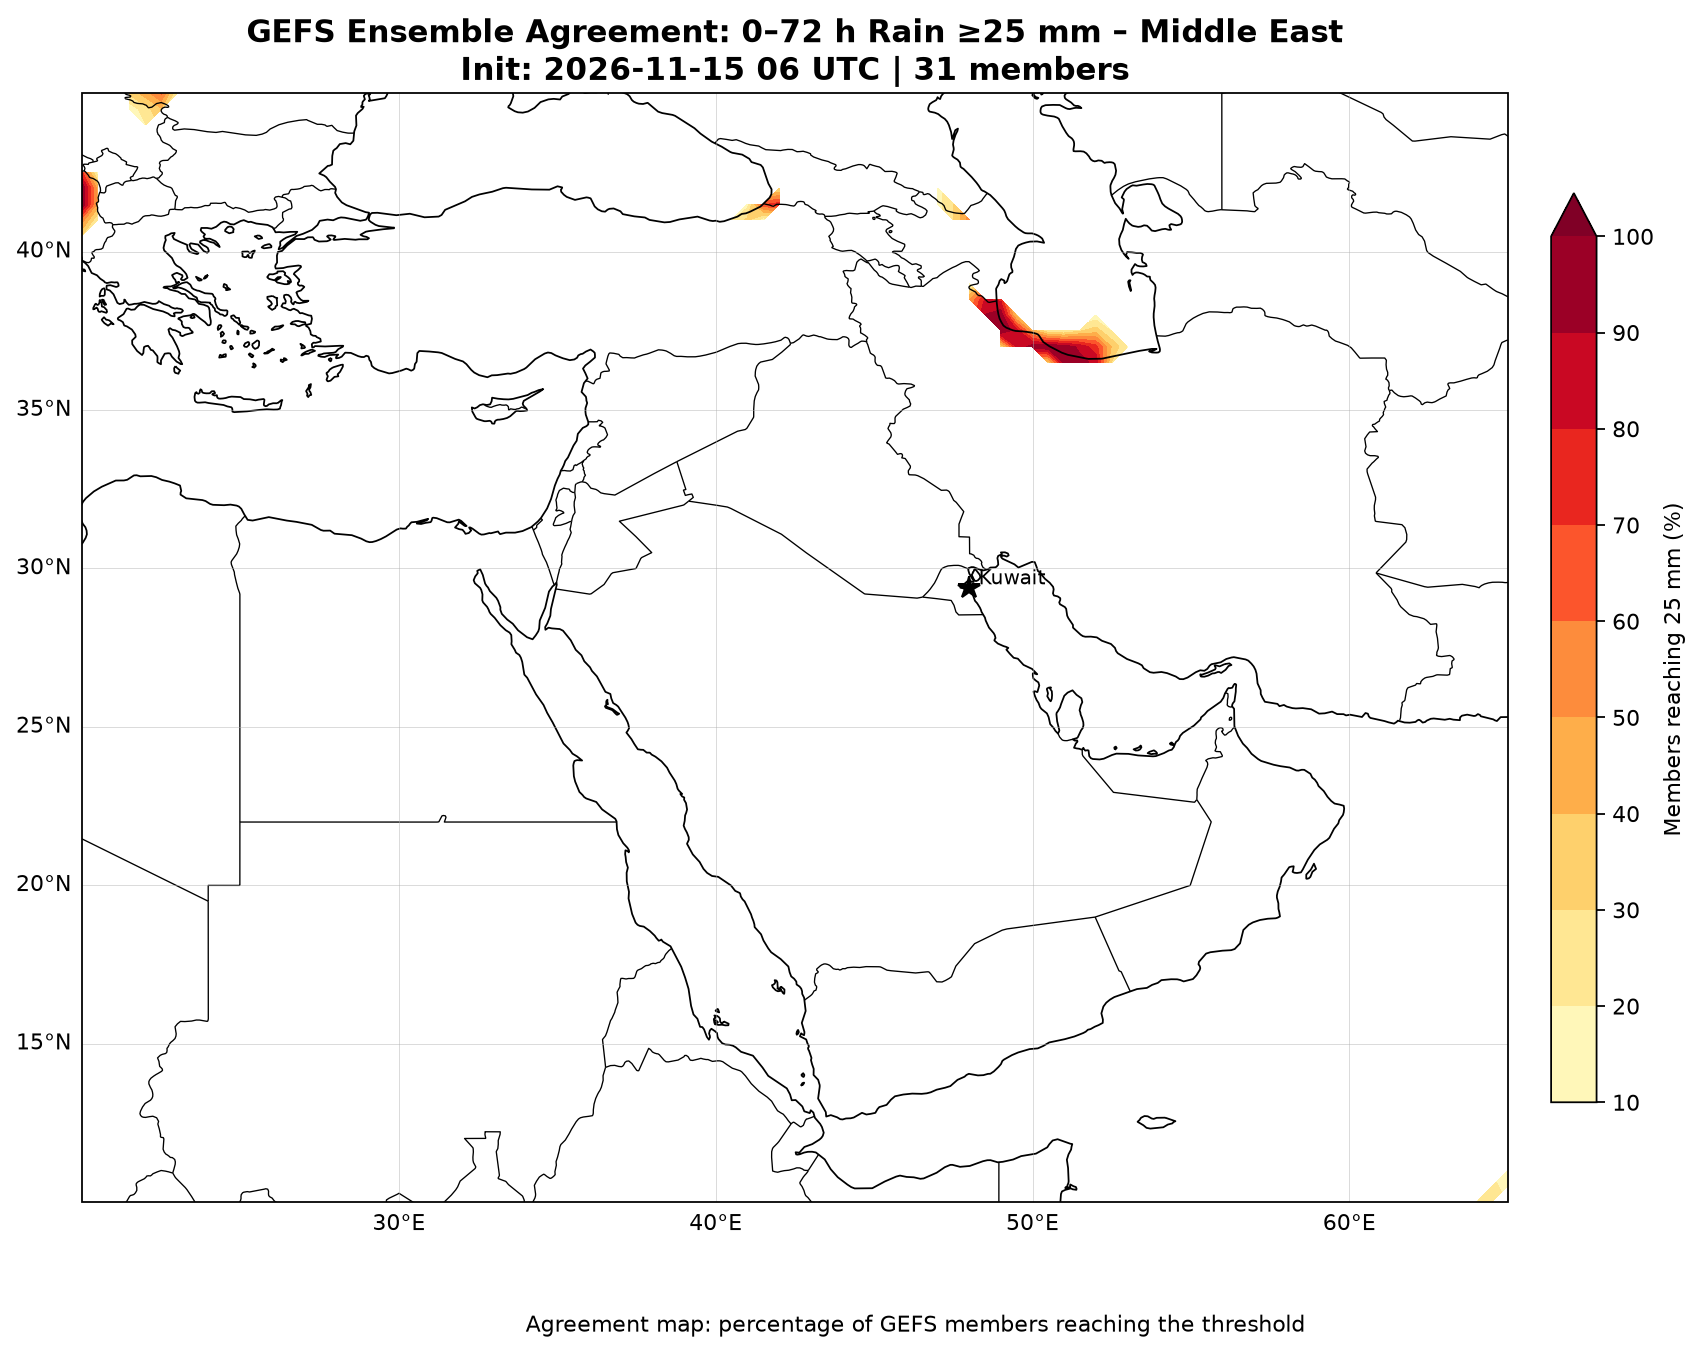 GEFS Ensemble Agreement: 0–72 h Rain ≥25 mm – Middle East
Init: 2026-11-15 06 UTC | 31 members
40°N
35°N
30°N
25°N
20°N
15°N
Kuwait
30°E
40°E
50°E
60°E
100
90
80
70
60
50
40
30
20
10
Members reaching 25 mm (%)
Agreement map: percentage of GEFS members reaching the threshold